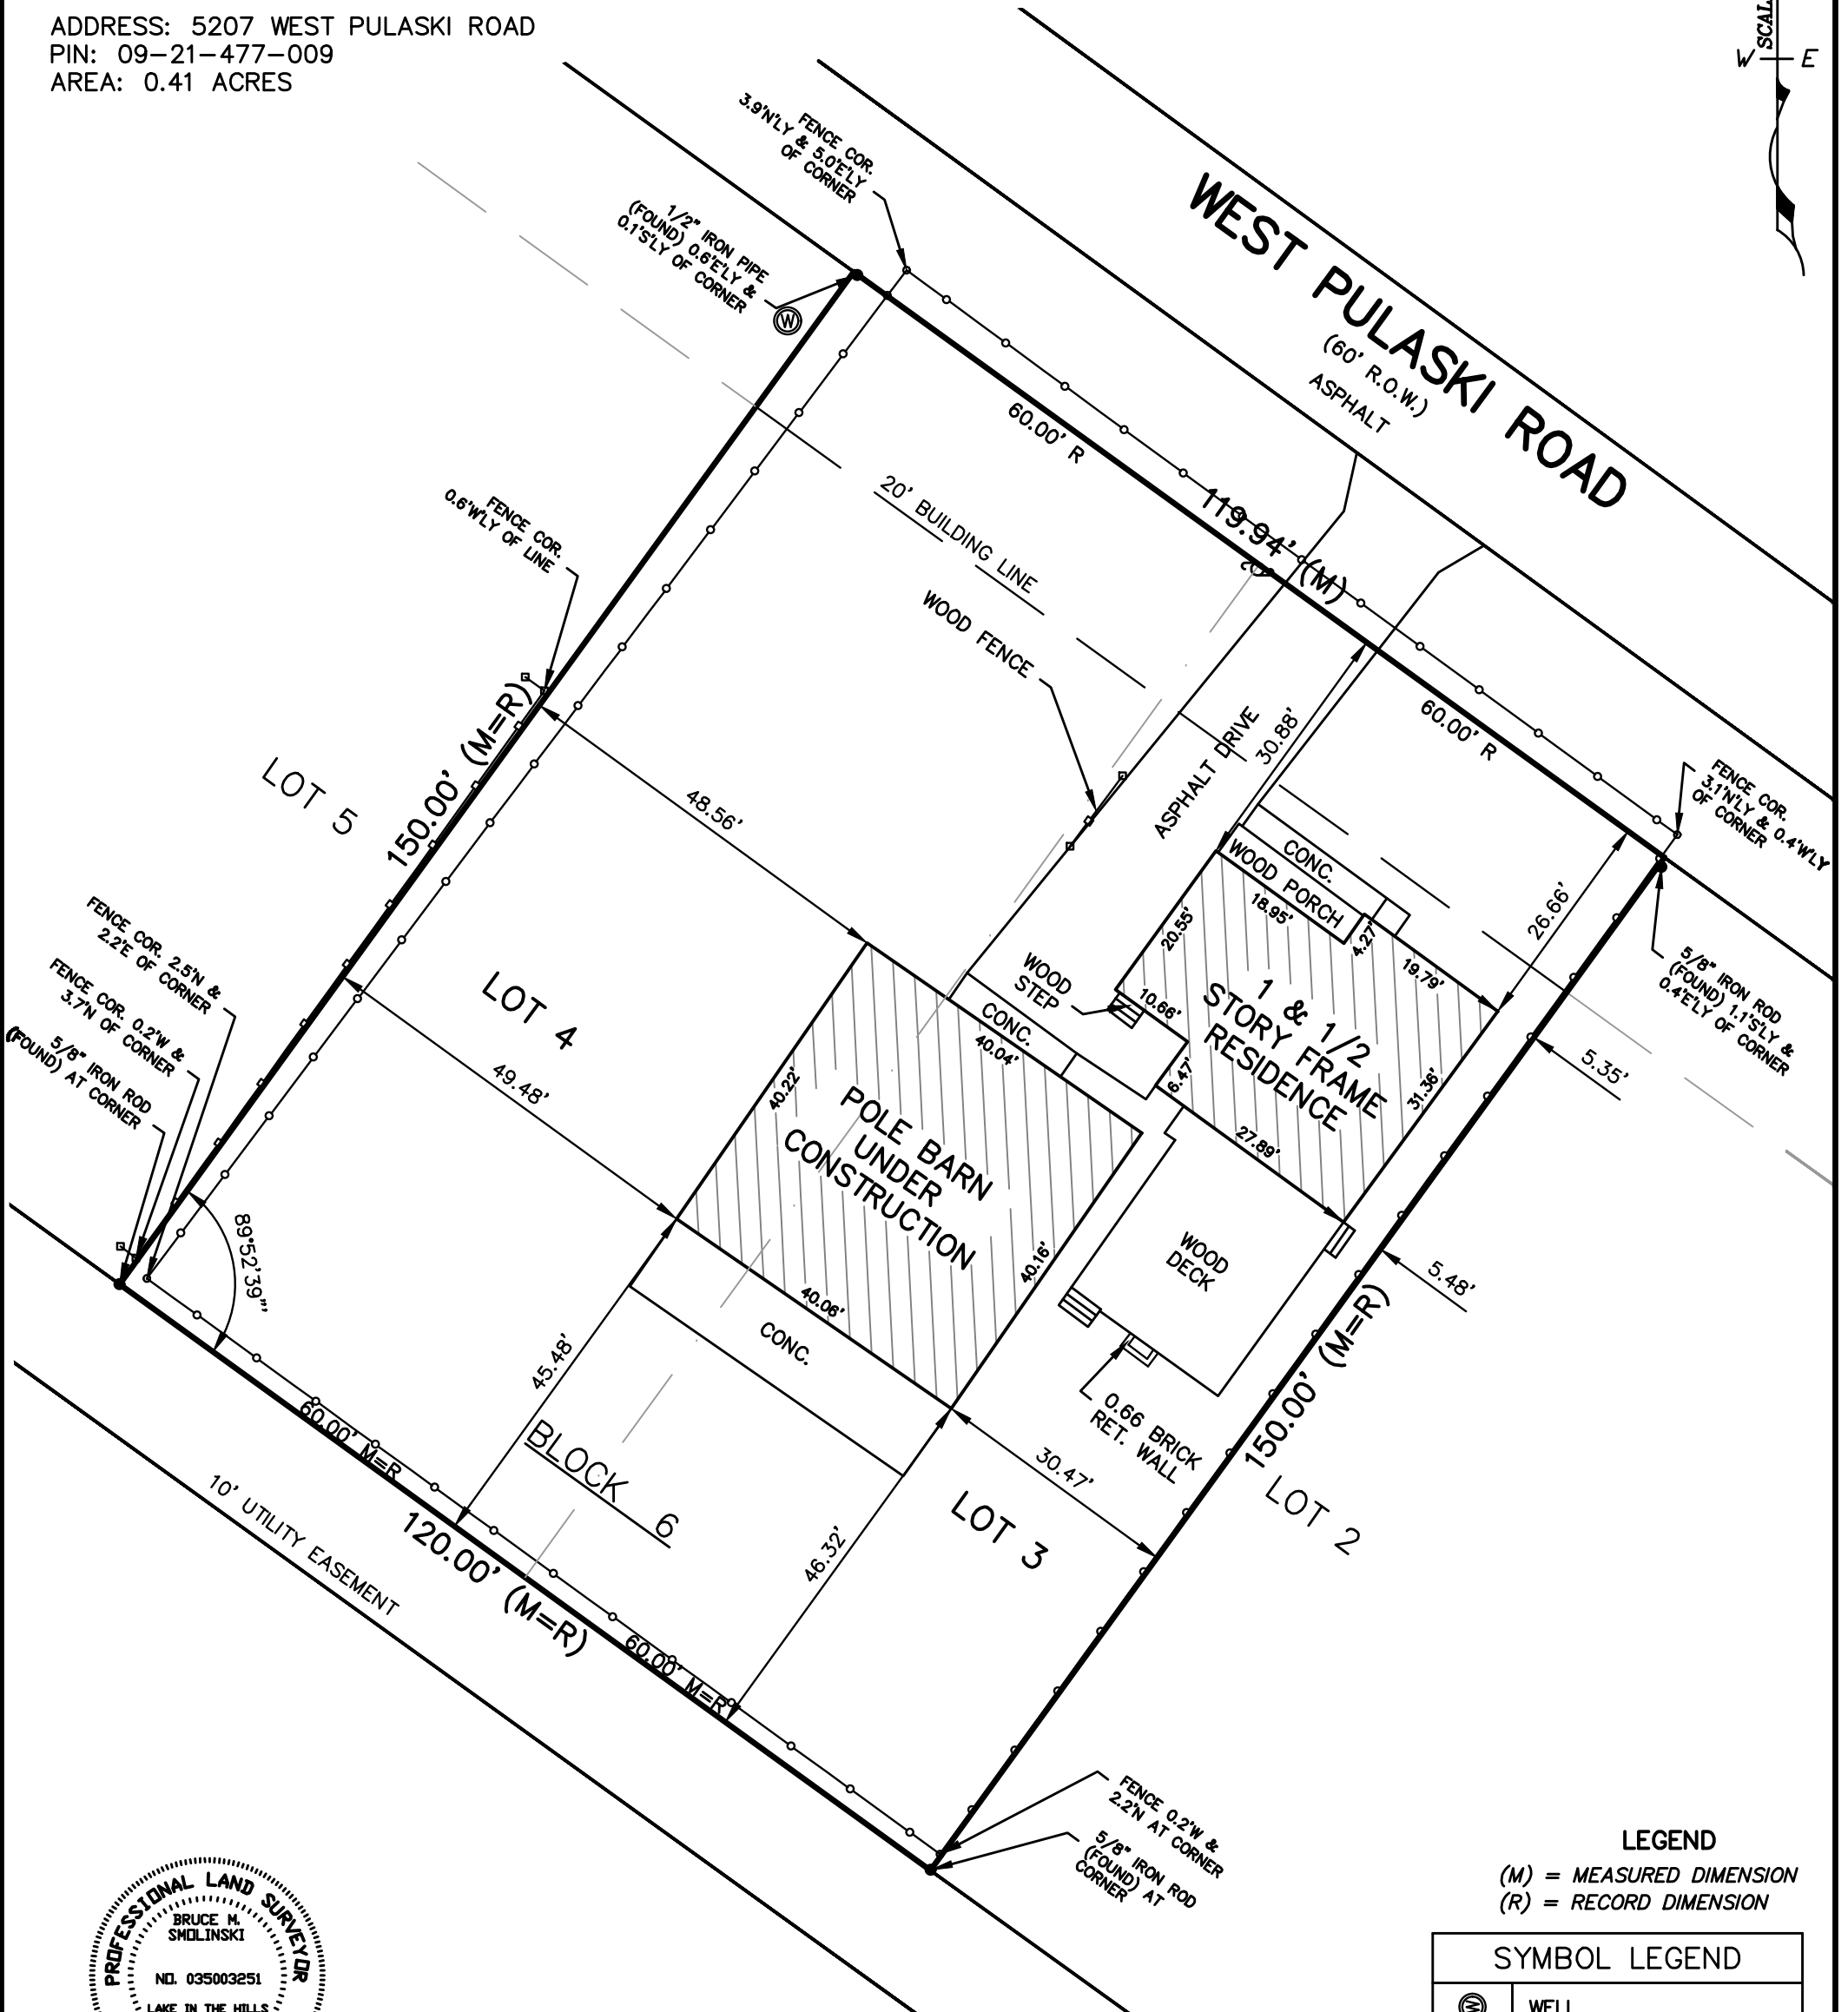 ADDRESS: 5207 WEST PULASKI ROAD
PIN: 09-21-477-009
AREA: 0.41 ACRES
W
E
WEST PULASKI ROAD
(60' R.O.W.)
ASPHALT
FENCE COR.
3.9'N'LY & 5.0'E'LY
OF CORNER
1/2" IRON PIPE
(FOUND) 0.6'E'LY &
0.1'S'LY OF CORNER
W
60.00' R
119.94' (M)
20'
20' BUILDING LINE
WOOD FENCE
FENCE COR.
0.6'W'LY OF LINE
150.00' (M=R)
LOT 5
48.56'
ASPHALT DRIVE
30.88'
60.00' R
FENCE COR.
3.1'N'LY & 0.4'W'LY
OF CORNER
CONC.
WOOD PORCH
18.95'
4.27'
20.55'
19.79'
26.66'
5/8" IRON ROD
(FOUND) 1.1'S'LY &
0.4'E'LY OF CORNER
WOOD
STEP
10.66'
1 & 1/2
STORY FRAME
RESIDENCE
6.47'
31.36'
27.89'
5.35'
5.48'
FENCE COR. 2.5'N &
2.2'E OF CORNER
FENCE COR. 0.2'W &
3.7'N OF CORNER
5/8" IRON ROD
(FOUND) AT CORNER
LOT 4
49.48'
89°52'39"'
CONC.
40.04'
40.22'
POLE BARN
UNDER
CONSTRUCTION
40.16'
40.06'
WOOD
DECK
CONC.
45.48'
BLOCK 6
0.66 BRICK
RET. WALL
150.00' (M=R)
30.47'
LOT 3
LOT 2
46.32'
60.00' M=R
10' UTILITY EASEMENT
120.00' (M=R)
60.00' M=R
FENCE 0.2'W &
2.2'N AT CORNER
5/8" IRON ROD
(FOUND) AT
CORNER
PROFESSIONAL LAND SURVEYOR
BRUCE M.
SMOLINSKI
NO. 035003251
LAKE IN THE HILLS
LEGEND
(M) = MEASURED DIMENSION
(R) = RECORD DIMENSION
SYMBOL LEGEND
W WELL